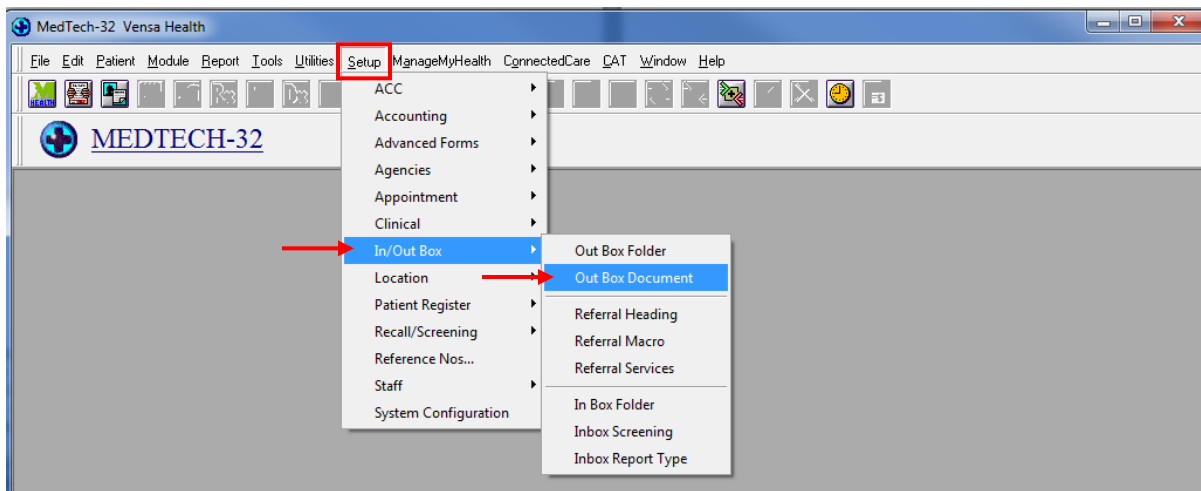 MedTech-32 Vensa Health
File Edit Patient Module Report Tools Utilities Setup ManageMyHealth ConnectedCare CAT Window Help
HEALTH
MEDTECH-32
ACC
Accounting
Advanced Forms
Agencies
Appointment
Clinical
In/Out Box
Location
Patient Register
Recall/Screening
Reference Nos...
Staff
System Configuration
Out Box Folder
Out Box Document
Referral Heading
Referral Macro
Referral Services
In Box Folder
Inbox Screening
Inbox Report Type